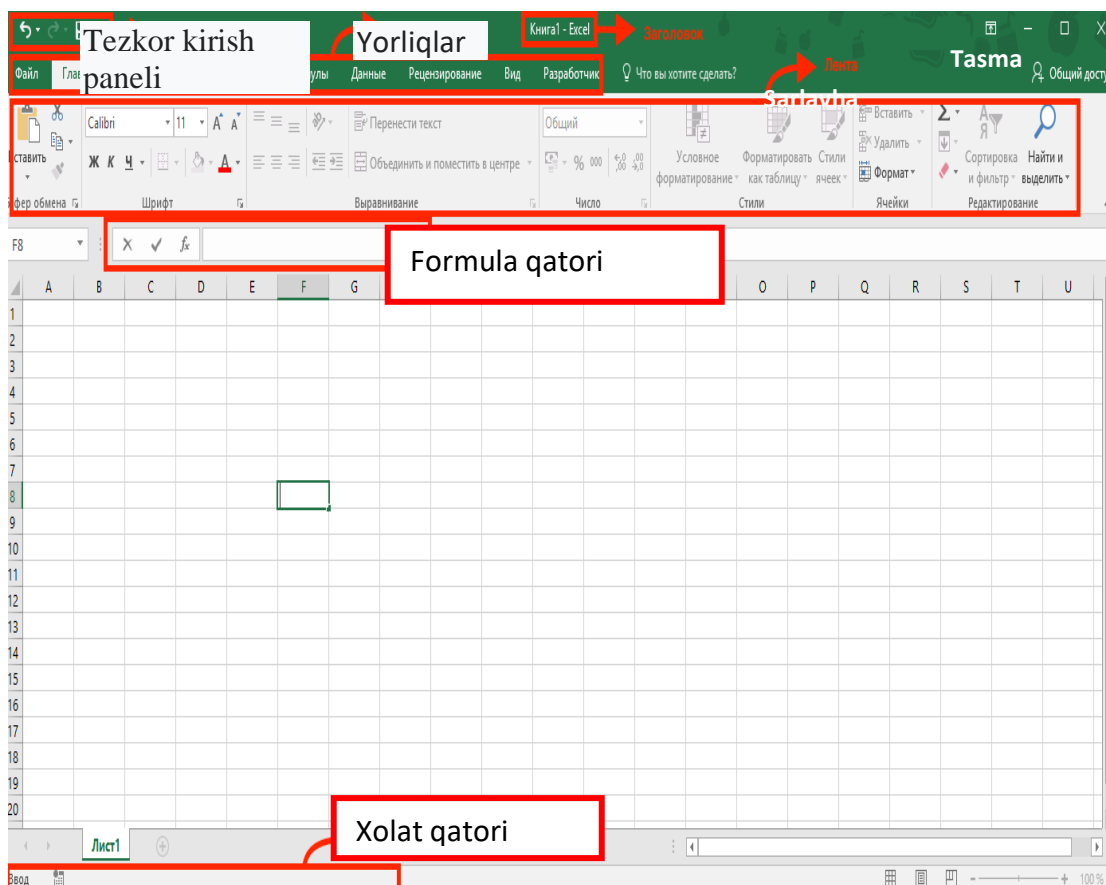 Tezkor kirish
paneli
Yorliqlar
Книга1 - Excel
Заголовок
Tasma
Файл
Данные Рецензирование Вид Разработчик Что вы хотите сделать?
Лента
Sarlavha
Calibri 11
Перенести текст
Общий
Вставить
Удалить
Формат
Ж К Ч
Объединить и поместить в центре
% 000
Условное
форматирование
Форматировать
как таблицу
Стили
ячеек
Сортировка
и фильтр
Найти и
выделить
Шрифт
Выравнивание
Число
Стили
Ячейки
Редактирование
F8
fx
Formula qatori
A B C D E F G O P Q R S T U
1
2
3
4
5
6
7
8
9
10
11
12
13
14
15
16
17
18
19
20
Xolat qatori
Лист1
Ввод
100 %